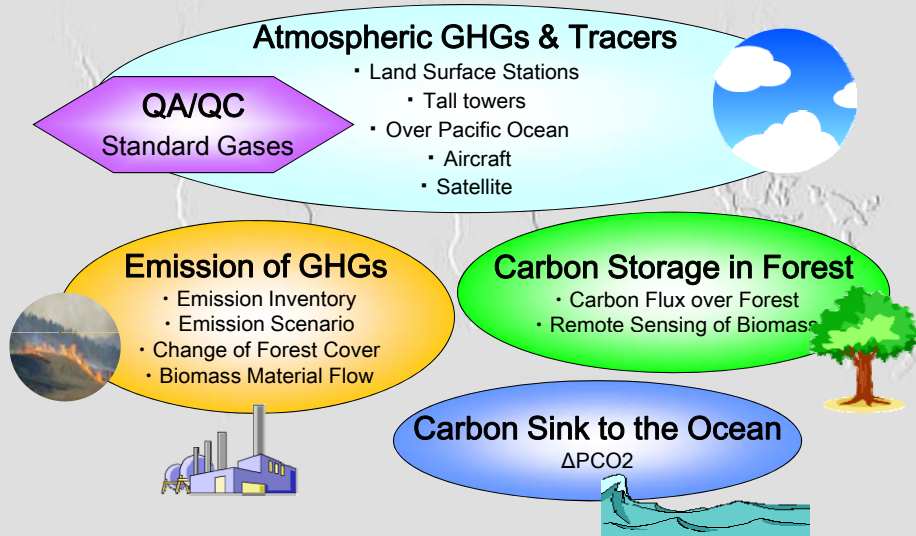 Atmospheric GHGs & Tracers
・Land Surface Stations
・Tall towers
・Over Pacific Ocean
・Aircraft
・Satellite
QA/QC
Standard Gases
Emission of GHGs
・Emission Inventory
・Emission Scenario
・Change of Forest Cover
・Biomass Material Flow
Carbon Storage in Forest
・Carbon Flux over Forest
・Remote Sensing of Biomass
Carbon Sink to the Ocean
ΔPCO2